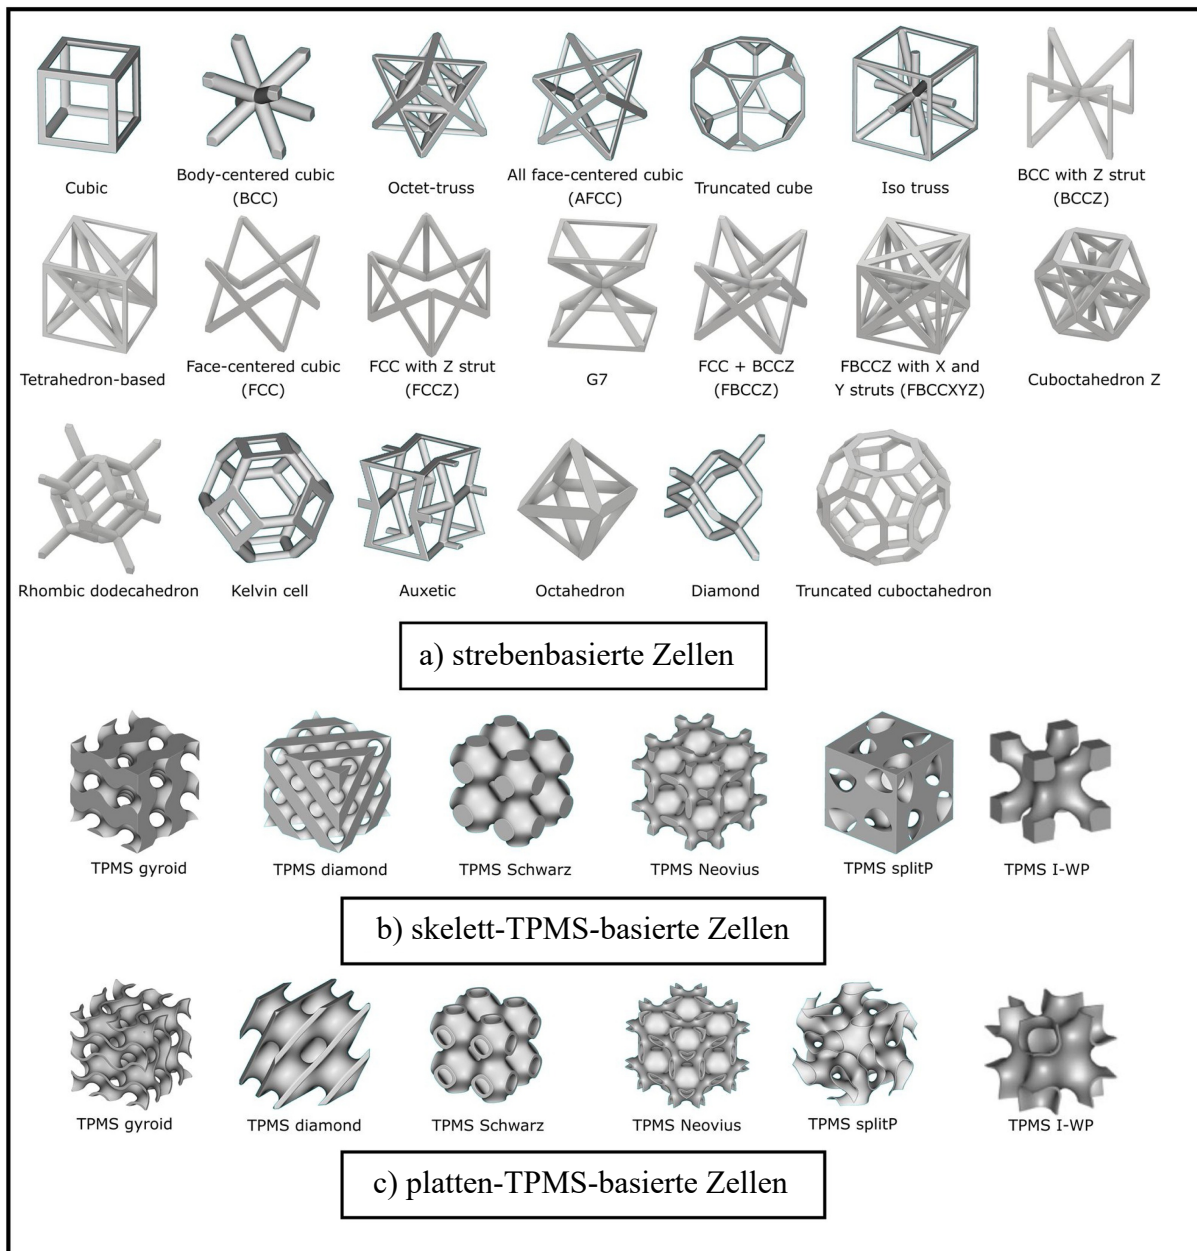 Cubic
Body-centered cubic
(BCC)
Octet-truss
All face-centered cubic
(AFCC)
Truncated cube
Iso truss
BCC with Z strut
(BCCZ)
Tetrahedron-based
Face-centered cubic
(FCC)
FCC with Z strut
(FCCZ)
G7
FCC + BCCZ
(FBCCZ)
FBCCZ with X and
Y struts (FBCCXYZ)
Cuboctahedron Z
Rhombic dodecahedron
Kelvin cell
Auxetic
Octahedron
Diamond
Truncated cuboctahedron
a) strebenbasierte Zellen
TPMS gyroid
TPMS diamond
TPMS Schwarz
TPMS Neovius
TPMS splitP
TPMS I-WP
b) skelett-TPMS-basierte Zellen
TPMS gyroid
TPMS diamond
TPMS Schwarz
TPMS Neovius
TPMS splitP
TPMS I-WP
c) platten-TPMS-basierte Zellen